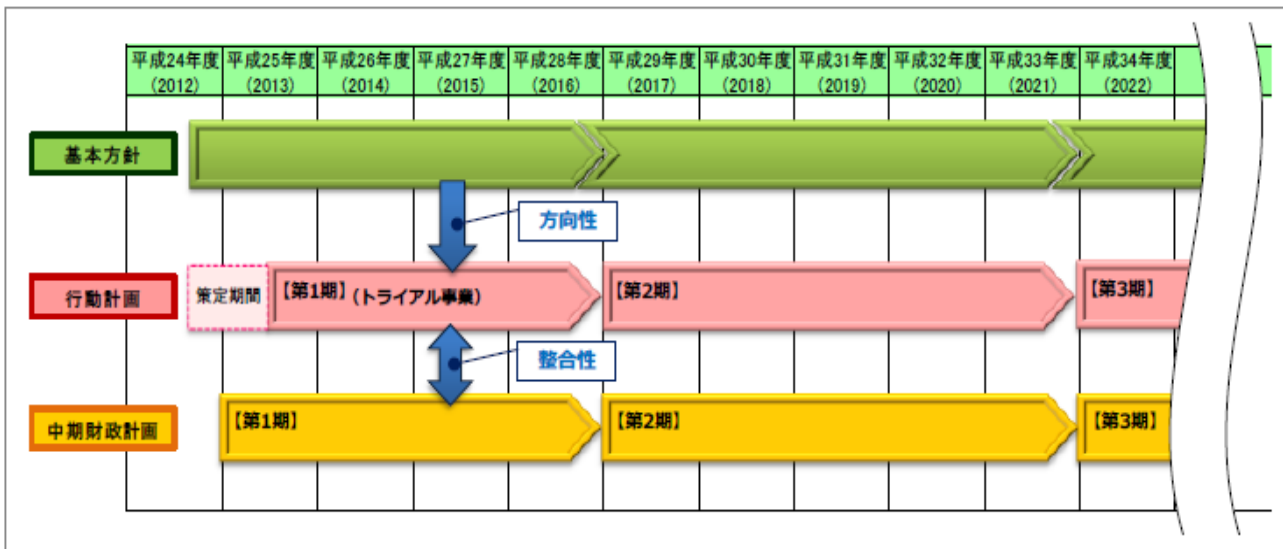 平成24年度 平成25年度 平成26年度 平成27年度 平成28年度 平成29年度 平成30年度 平成31年度 平成32年度 平成33年度 平成34年度
(2012) (2013) (2014) (2015) (2016) (2017) (2018) (2019) (2020) (2021) (2022)
基本方針
方向性
行動計画
策定期間
【第1期】(トライアル事業)
【第2期】
【第3期】
整合性
中期財政計画
【第1期】
【第2期】
【第3期】